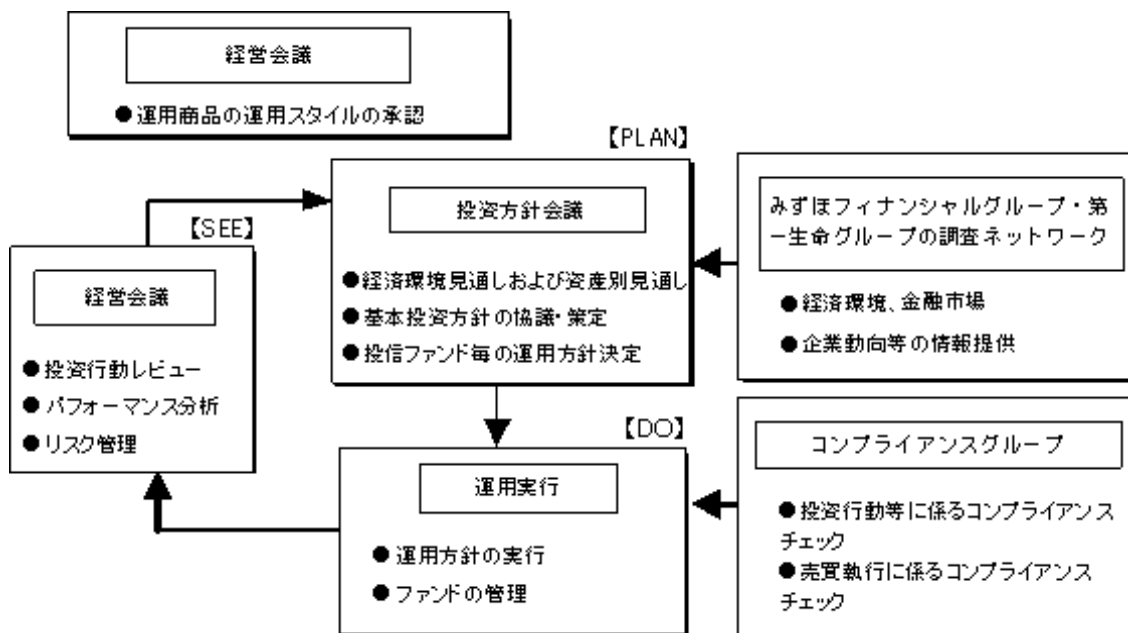 経営会議
●運用商品の運用スタイルの承認
【PLAN】
投資方針会議
●経済環境見通しおよび資産別見通し
●基本投資方針の協議・策定
●投信ファンド毎の運用方針決定
みずほフィナンシャルグループ・第
一生命グループの調査ネットワーク
●経済環境、金融市場
●企業動向等の情報提供
【SEE】
経営会議
●投資行動レビュー
●パフォーマンス分析
●リスク管理
【DO】
運用実行
●運用方針の実行
●ファンドの管理
コンプライアンスグループ
●投資行動等に係るコンプライアンス
チェック
●売買執行に係るコンプライアンス
チェック